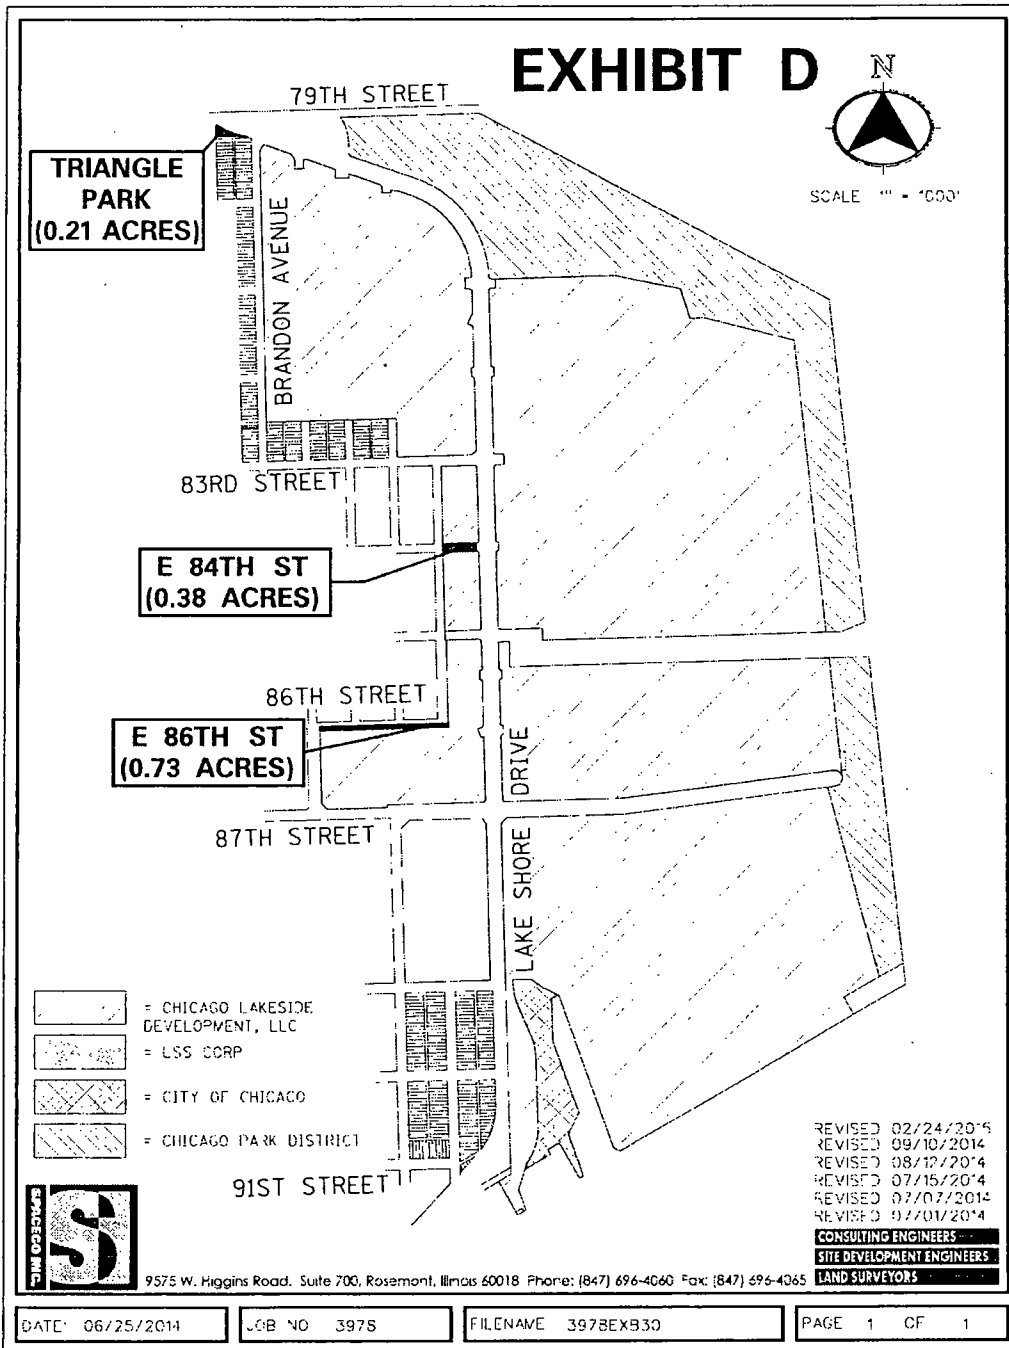 EXHIBIT D
N
SCALE 1" = 1000'
79TH STREET
TRIANGLE
PARK
(0.21 ACRES)
BRANDON AVENUE
83RD STREET
E 84TH ST
(0.38 ACRES)
86TH STREET
E 86TH ST
(0.73 ACRES)
87TH STREET
LAKE SHORE DRIVE
= CHICAGO LAKESIDE
DEVELOPMENT, LLC
= LSS CORP
= CITY OF CHICAGO
= CHICAGO PARK DISTRICT
91ST STREET
REVISED 02/24/2015
REVISED 09/10/2014
REVISED 08/12/2014
REVISED 07/15/2014
REVISED 07/07/2014
REVISED 07/01/2014
CONSULTING ENGINEERS
SITE DEVELOPMENT ENGINEERS
LAND SURVEYORS
SPACECO INC.
9575 W. Higgins Road, Suite 700, Rosemont, Illinois 60018 Phone: (847) 696-4060 Fax: (847) 696-4065
DATE: 06/25/2014
JOB NO 3978
FILENAME 3978EXB30
PAGE 1 OF 1